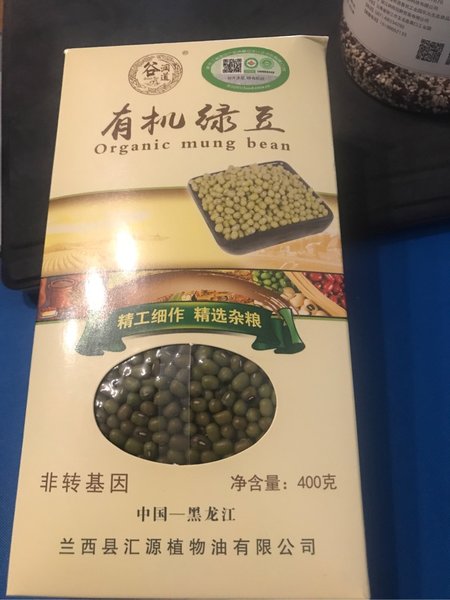 谷润道
有机绿豆
Organic mung bean
精工细作 精选杂粮
非转基因
净含量：400克
中国—黑龙江
兰西县汇源植物油有限公司